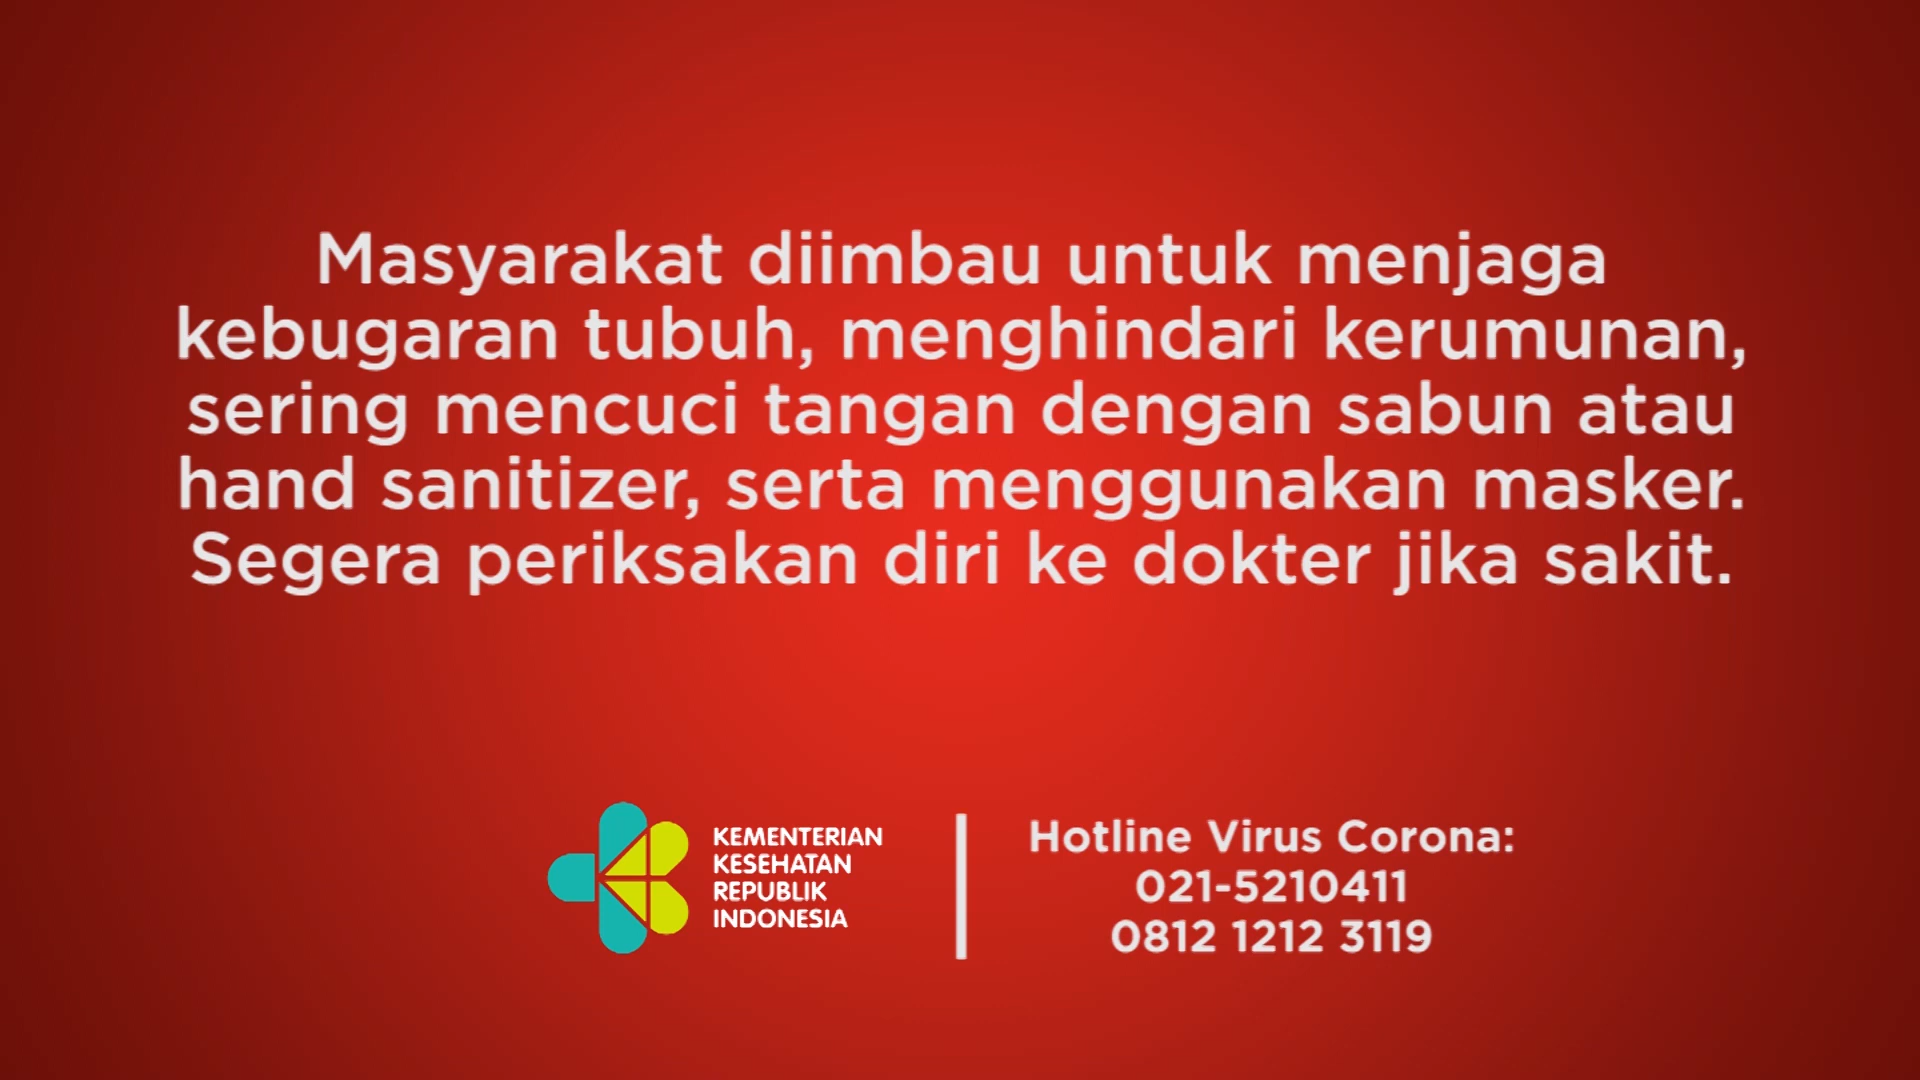 Masyarakat diimbau untuk menjaga
kebugaran tubuh, menghindari kerumunan,
sering mencuci tangan dengan sabun atau
hand sanitizer, serta menggunakan masker.
Segera periksakan diri ke dokter jika sakit.
KEMENTERIAN
KESEHATAN
REPUBLIK
INDONESIA
Hotline Virus Corona:
021-5210411
0812 1212 3119